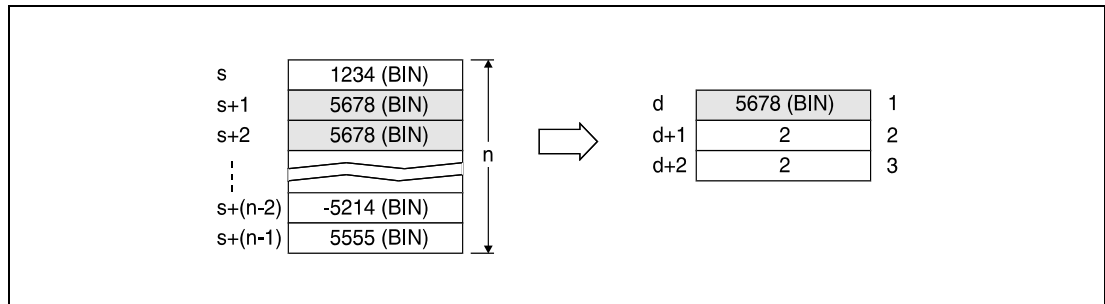 s 1234 (BIN)
s+1 5678 (BIN)
s+2 5678 (BIN)
n
s+(n-2) -5214 (BIN)
s+(n-1) 5555 (BIN)
d 5678 (BIN) 1
d+1 2 2
d+2 2 3